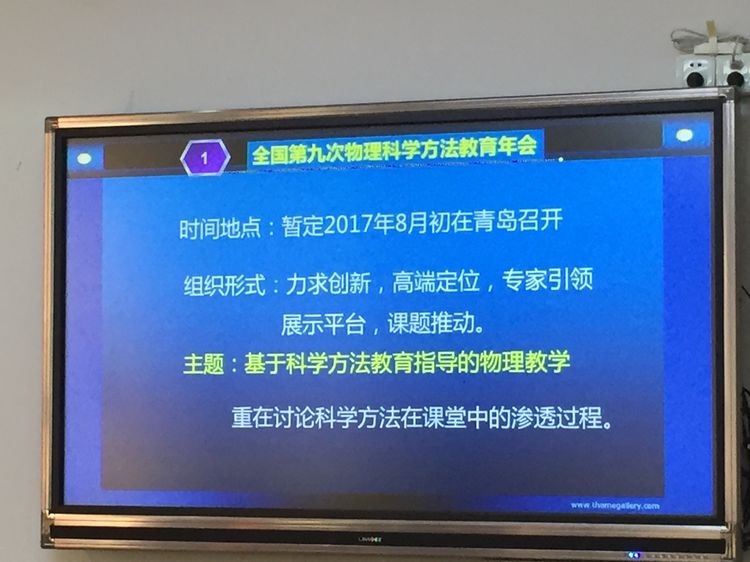 1
全国第九次物理科学方法教育年会
时间地点：暂定2017年8月初在青岛召开
组织形式：力求创新，高端定位，专家引领
展示平台，课题推动。
主题：基于科学方法教育指导的物理教学
重在讨论科学方法在课堂中的渗透过程。
www.themegallery.com